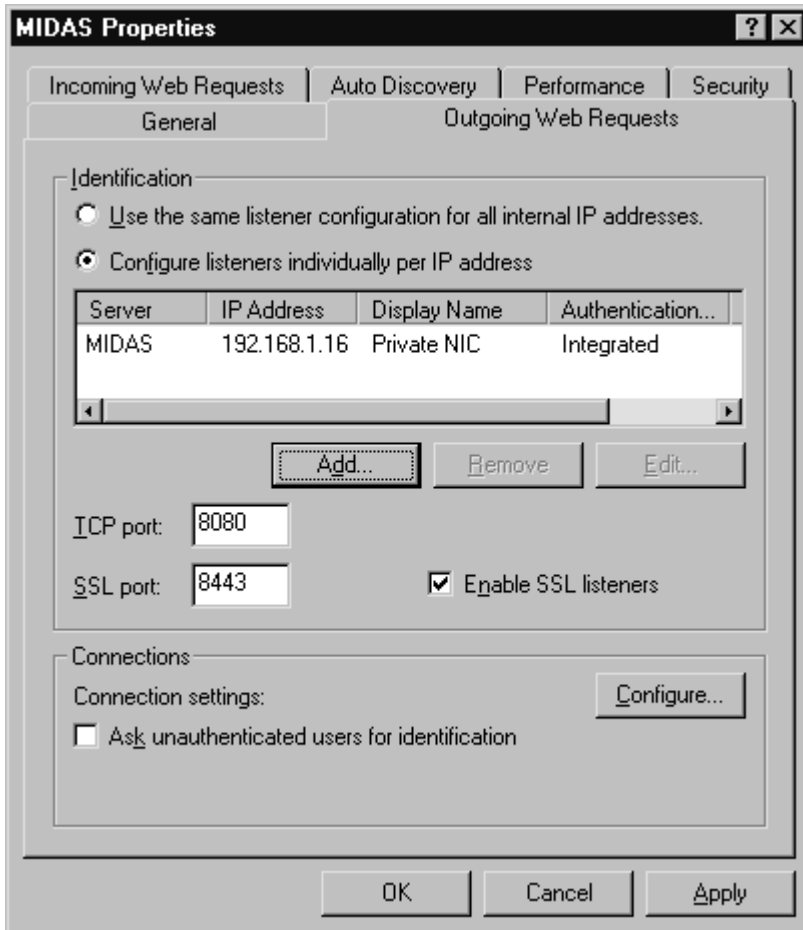 MIDAS Properties
Incoming Web Requests Auto Discovery Performance Security
General Outgoing Web Requests
Identification
Use the same listener configuration for all internal IP addresses.
Configure listeners individually per IP address
Server IP Address Display Name Authentication...
MIDAS 192.168.1.16 Private NIC Integrated
Add... Remove Edit...
TCP port: 8080
SSL port: 8443 Enable SSL listeners
Connections
Connection settings: Configure...
Ask unauthenticated users for identification
OK Cancel Apply